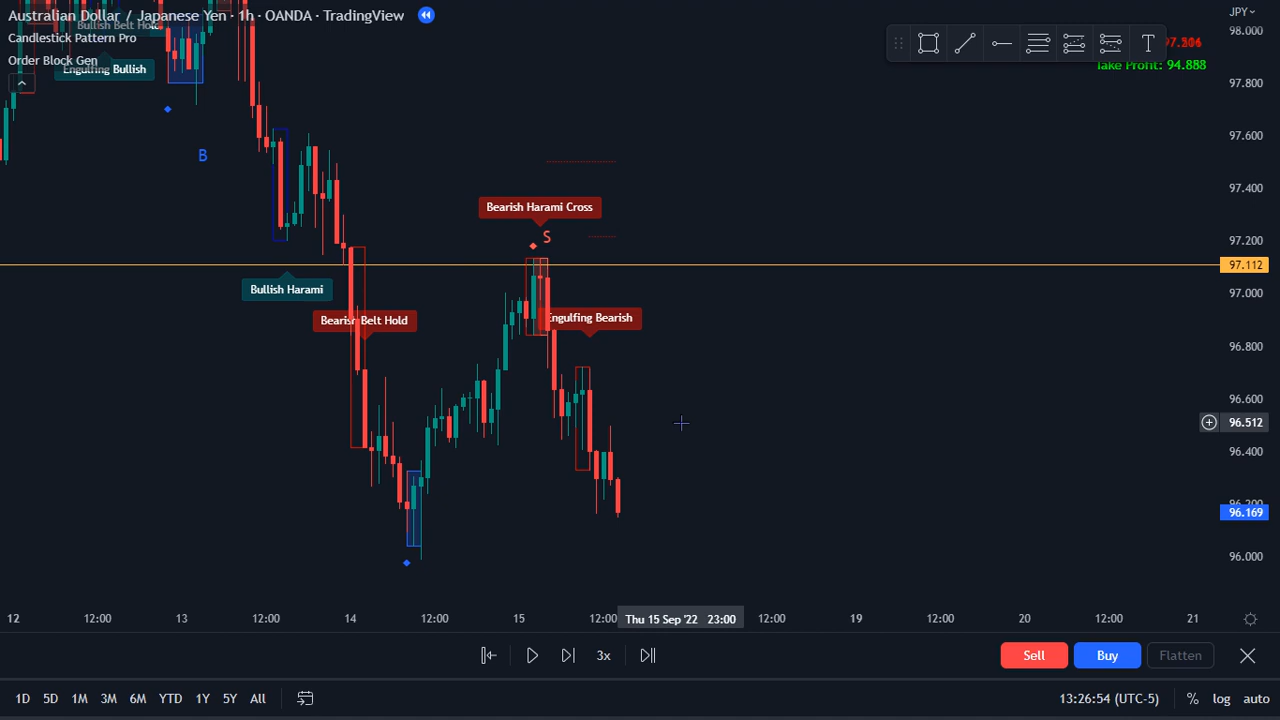 Australian Dollar / Japanese Yen · 1h · OANDA · TradingView
JPY
Candlestick Pattern Pro
Bullish Belt Hold
Order Block Gen
Engulfing Bullish
T
Take Profit: 94.888
98.000
97.800
97.600
97.400
97.200
97.112
97.000
96.800
96.600
96.512
96.400
96.200
96.169
96.000
B
Bearish Harami Cross
S
Bullish Harami
Bearish Belt Hold
Engulfing Bearish
12 12:00 13 12:00 14 12:00 15 12:00 Thu 15 Sep '22 23:00 12:00 19 12:00 20 12:00 21
3x
Sell Buy Flatten
1D 5D 1M 3M 6M YTD 1Y 5Y All
13:26:54 (UTC-5) % log auto